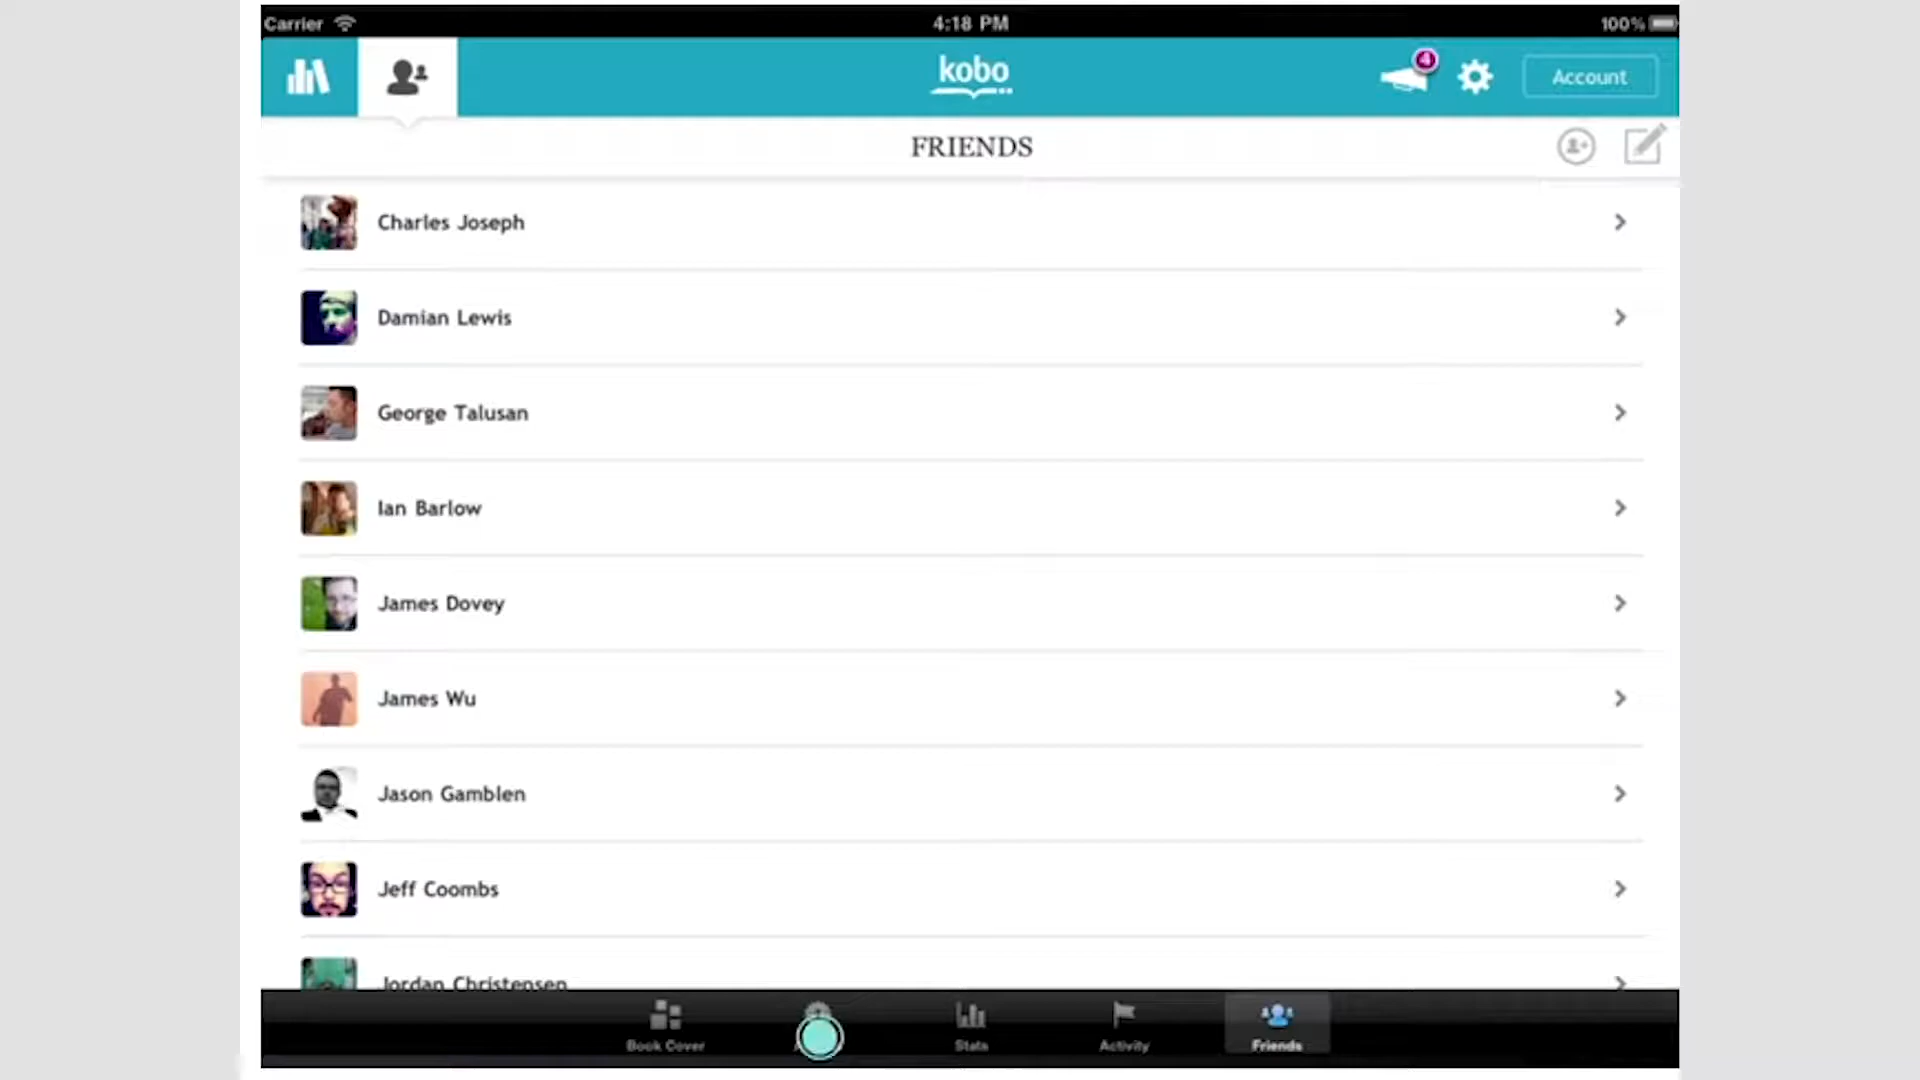 Carrier
4:18 PM
100%
kobo
4
Account
FRIENDS
Charles Joseph
Damian Lewis
George Talusan
Ian Barlow
James Dovey
James Wu
Jason Gamblen
Jeff Coombs
Jordan Christensen
Book Cover
Stats
Activity
Friends